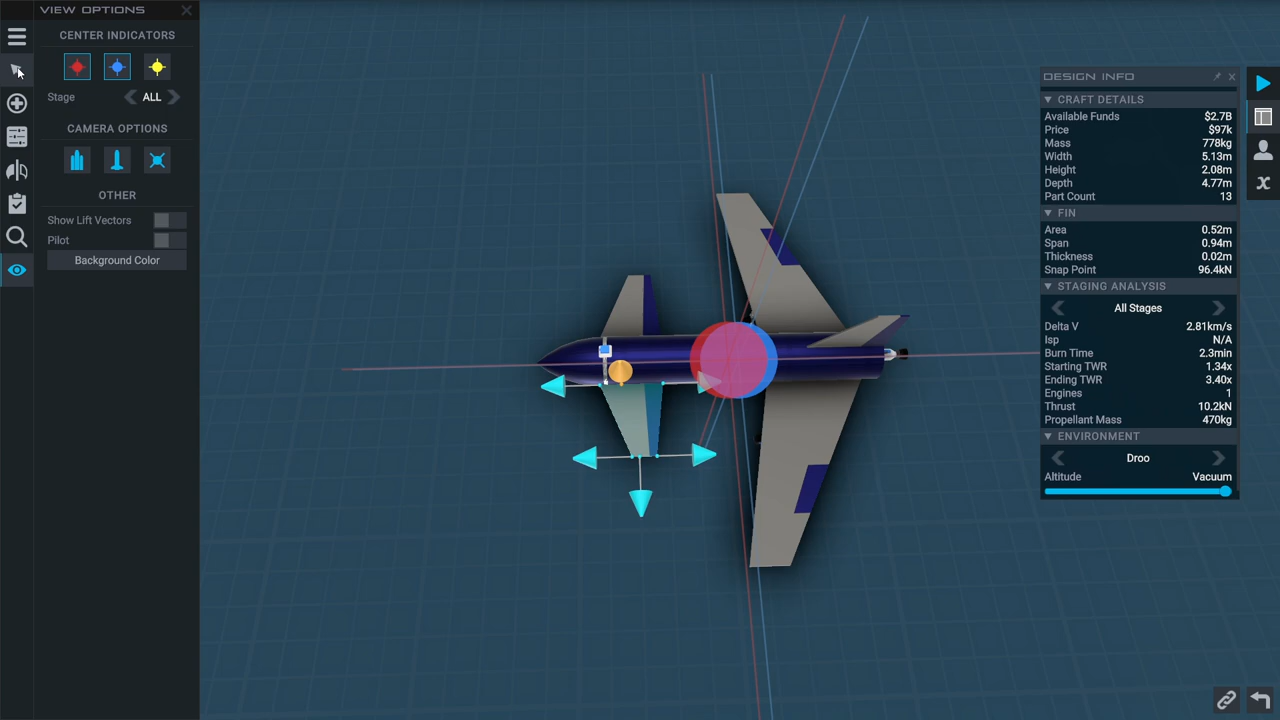 VIEW OPTIONS
CENTER INDICATORS
Stage ALL
CAMERA OPTIONS
OTHER
Show Lift Vectors
Pilot
Background Color
DESIGN INFO
CRAFT DETAILS
Available Funds $2.7B
Price $97k
Mass 778kg
Width 5.13m
Height 2.08m
Depth 4.77m
Part Count 13
FIN
Area 0.52m
Span 0.94m
Thickness 0.02m
Snap Point 96.4kN
STAGING ANALYSIS
All Stages
Delta V 2.81km/s
Isp N/A
Burn Time 2.3min
Starting TWR 1.34x
Ending TWR 3.40x
Engines 1
Thrust 10.2kN
Propellant Mass 470kg
ENVIRONMENT
Droo
Altitude Vacuum
x